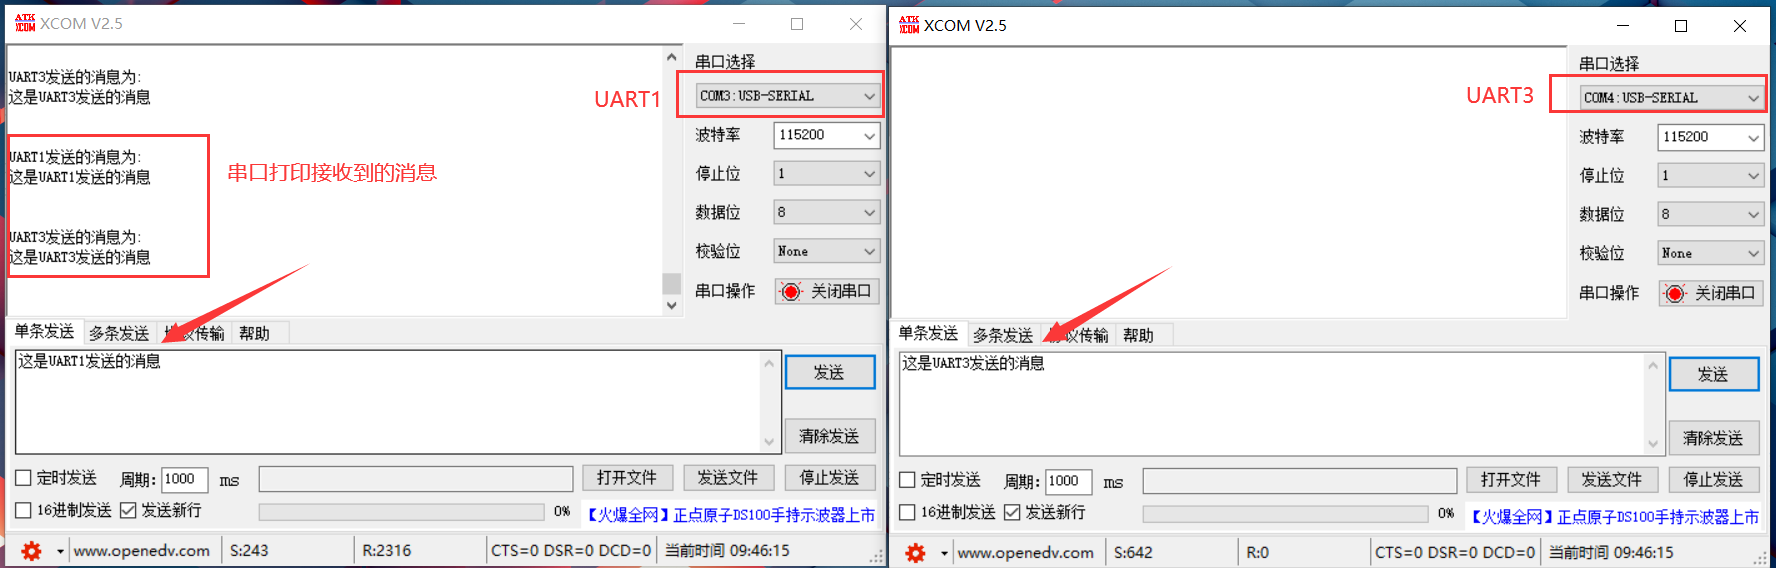 ATK XCOM XCOM V2.5
UART3发送的消息为:
这是UART3发送的消息
UART1发送的消息为:
这是UART1发送的消息
UART3发送的消息为:
这是UART3发送的消息
串口打印接收到的消息
UART1
串口选择
COM3:USB-SERIAL
波特率 115200
停止位 1
数据位 8
校验位 None
串口操作 关闭串口
单条发送 多条发送 议传输 帮助
这是UART1发送的消息
发送
清除发送
定时发送 周期: 1000 ms 打开文件 发送文件 停止发送
16进制发送 发送新行 0% 【火爆全网】正点原子DS100手持示波器上市
www.openedv.com S:243 R:2316 CTS=0 DSR=0 DCD=0 当前时间 09:46:15
ATK XCOM XCOM V2.5
UART3
串口选择
COM4:USB-SERIAL
波特率 115200
停止位 1
数据位 8
校验位 None
串口操作 关闭串口
单条发送 多条发送 议传输 帮助
这是UART3发送的消息
发送
清除发送
定时发送 周期: 1000 ms 打开文件 发送文件 停止发送
16进制发送 发送新行 0% 【火爆全网】正点原子DS100手持示波器上市
www.openedv.com S:642 R:0 CTS=0 DSR=0 DCD=0 当前时间 09:46:15